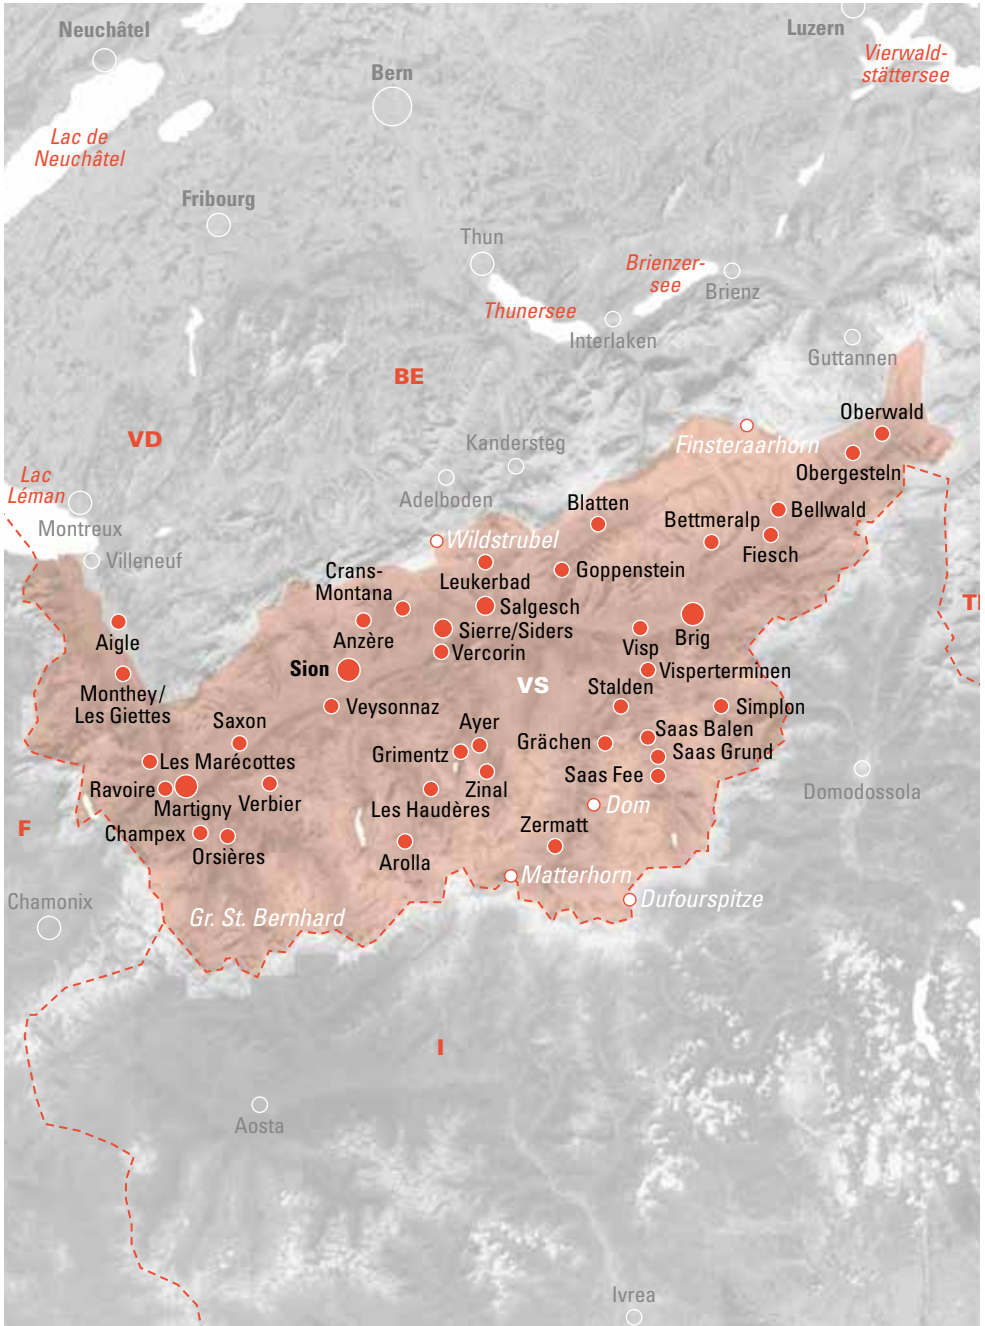 Neuchâtel
Luzern
Vierwald-
stättersee
Bern
Lac de
Neuchâtel
Fribourg
Thun
Brienzer-
see
Brienz
Thunersee
Interlaken
Guttannen
BE
Oberwald
VD
Kandersteg
Finsteraarhorn
Obergesteln
Lac
Léman
Adelboden
Blatten
Bellwald
Montreux
Bettmeralp
Fiesch
Wildstrubel
Villeneuf
Crans-
Montana
Leukerbad
Goppenstein
TI
Salgesch
Anzère
Sierre/Siders
Aigle
Visp
Brig
Vercorin
Sion
Visperterminen
VS
Monthey/
Les Giettes
Stalden
Veysonnaz
Simplon
Saxon
Ayer
Saas Balen
Grächen
Grimentz
Saas Grund
Les Marécottes
Saas Fee
Ravoire
Zinal
Domodossola
Martigny
Verbier
Les Haudères
Dom
F
Champex
Zermatt
Orsières
Arolla
Matterhorn
Chamonix
Dufourspitze
Gr. St. Bernhard
I
Aosta
Ivrea